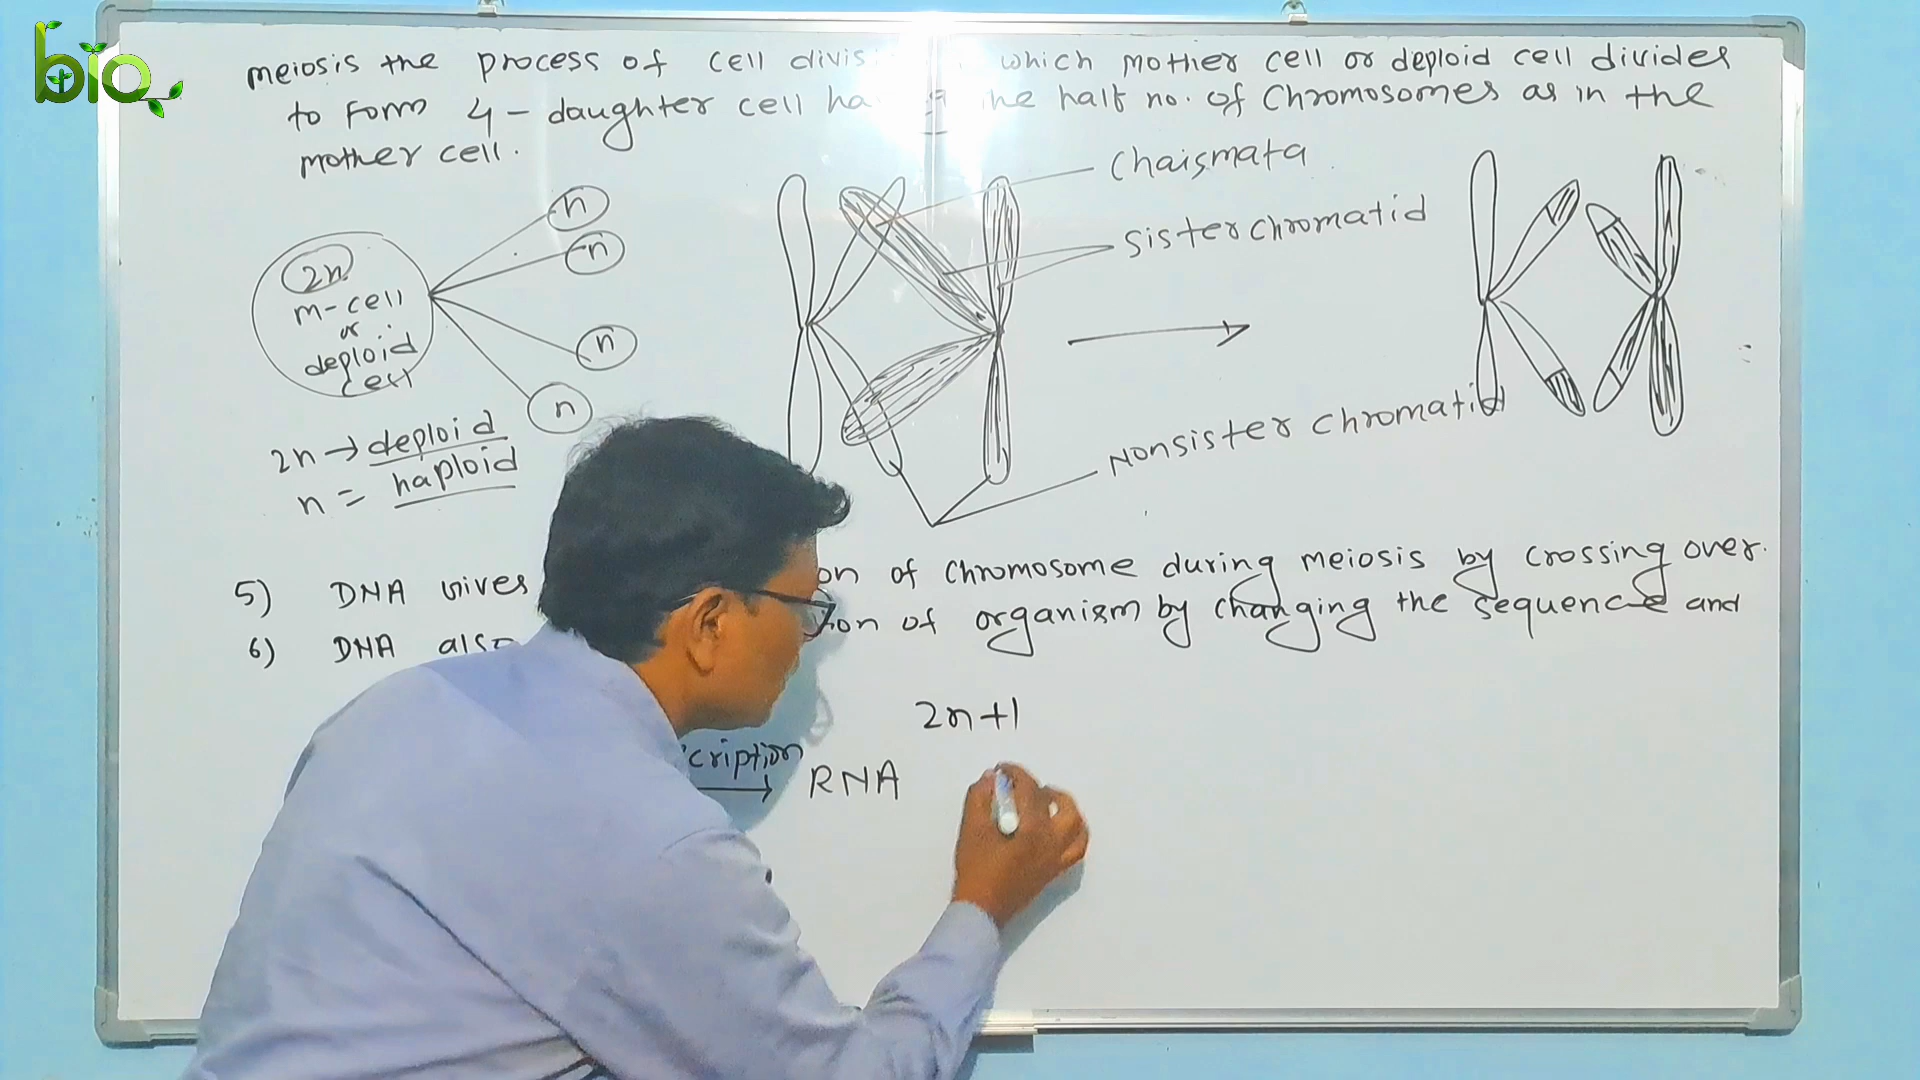 bio
meiosis the process of cell divis which mother cell or deploid cell divides
to form 4 - daughter cell ha the half no. of chromosomes as in the
mother cell.
Chaismata
sister chromatid
2n
m-cell
or
deploid
cell
n
n
n
n
2n → deploid
n = haploid
Nonsister chromatid
5) DNA gives on of chromosome during meiosis by crossing over.
6) DNA also ion of organism by changing the sequence and
2n+1
cription
RNA